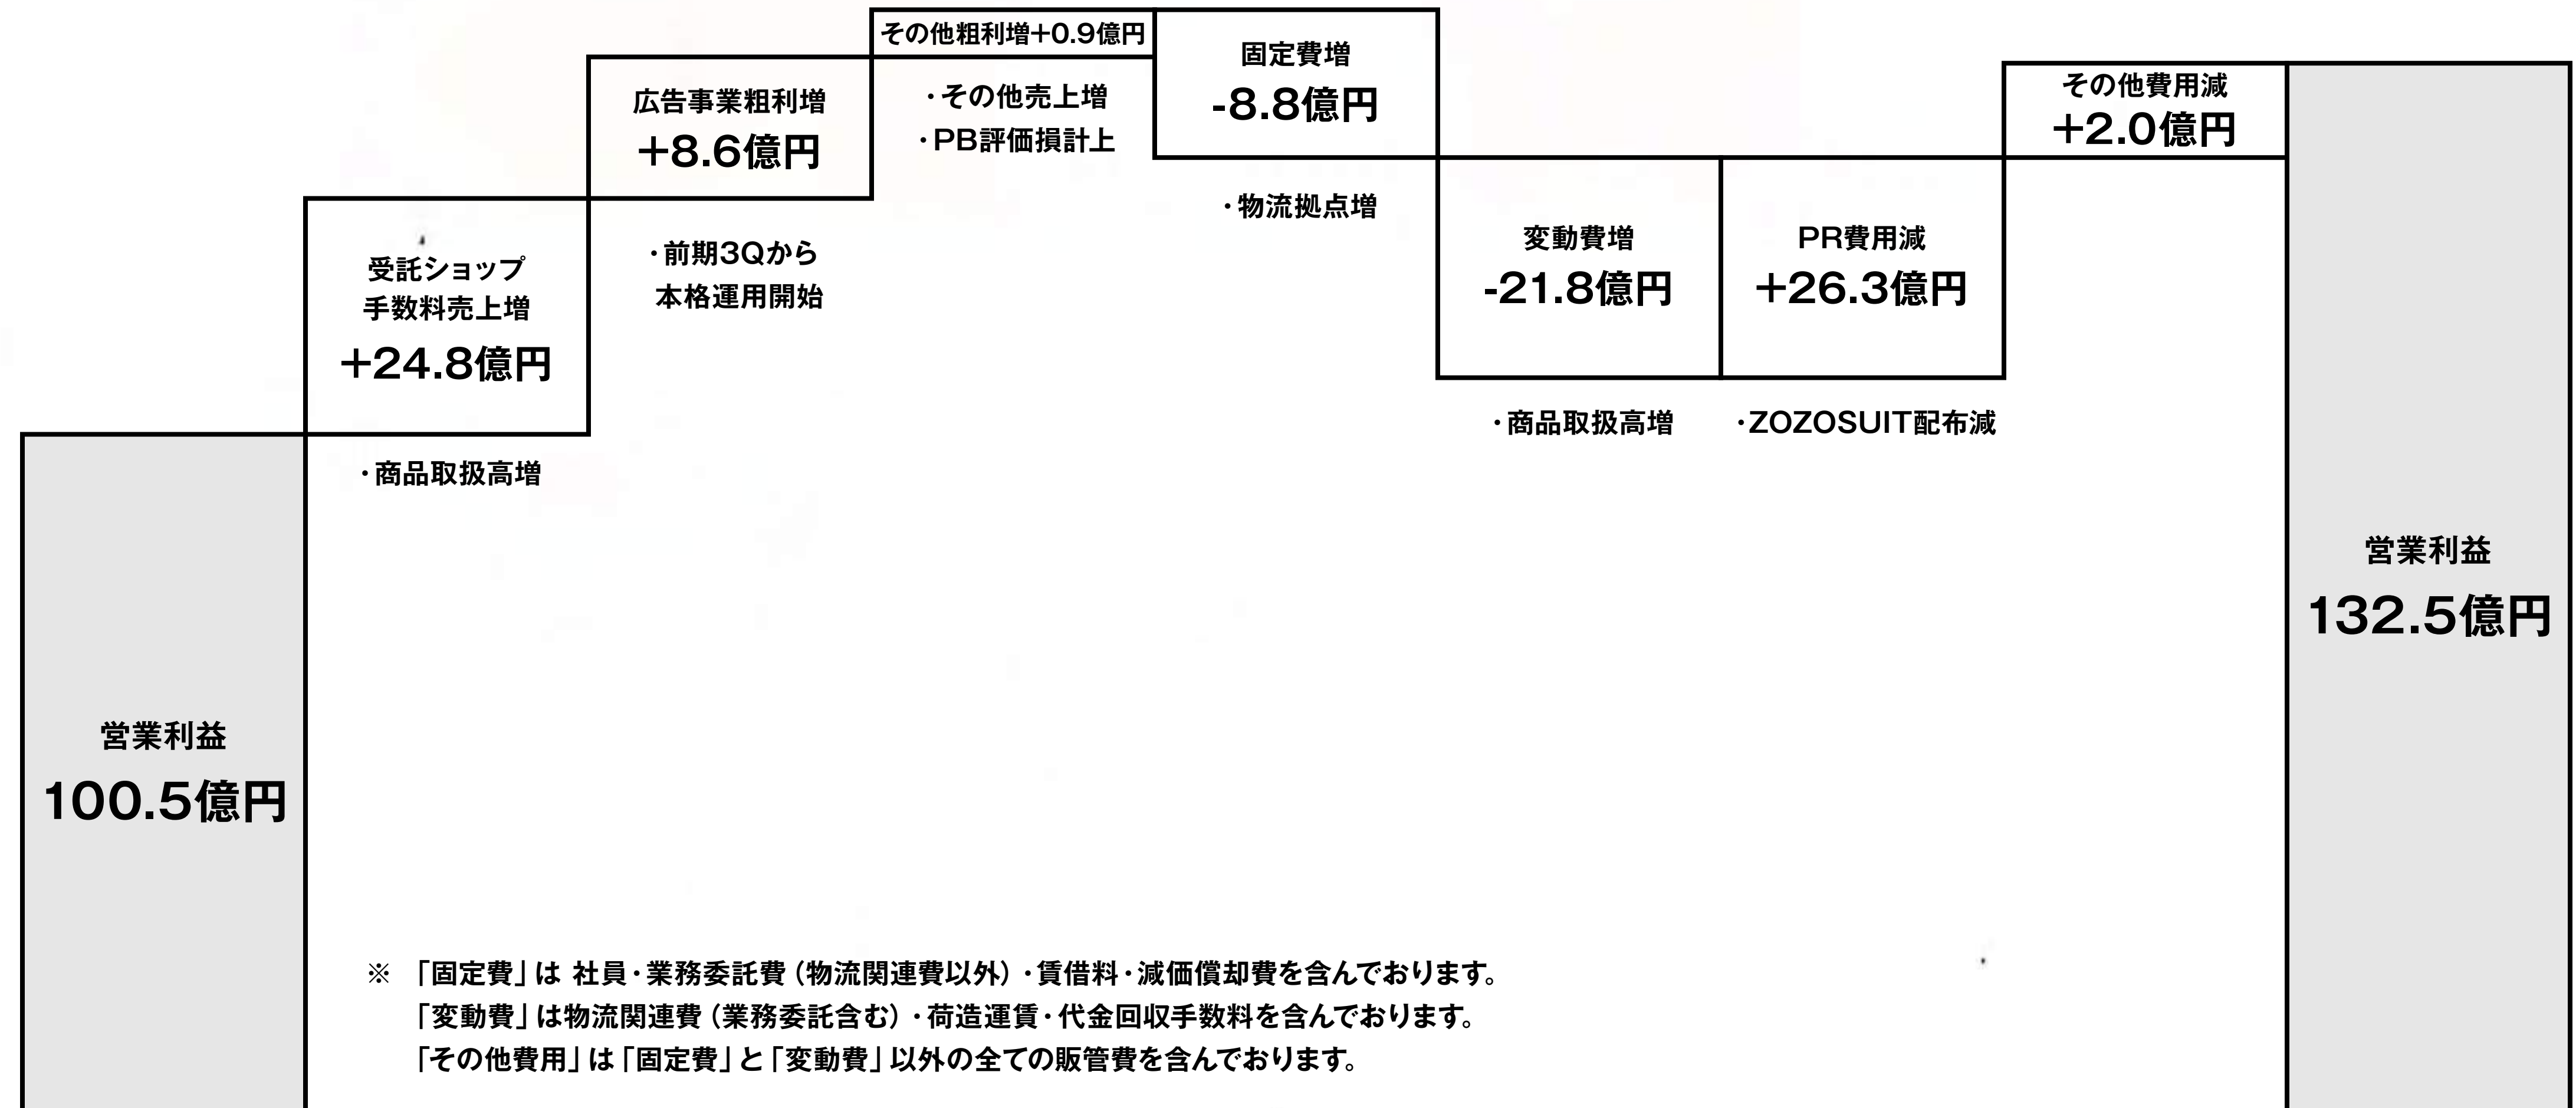 営業利益
100.5億円
受託ショップ
手数料売上増
+24.8億円
・商品取扱高増
広告事業粗利増
+8.6億円
・前期3Qから
本格運用開始
その他粗利増+0.9億円
・その他売上増
・PB評価損計上
固定費増
-8.8億円
・物流拠点増
変動費増
-21.8億円
・商品取扱高増
PR費用減
+26.3億円
・ZOZOSUIT配布減
その他費用減
+2.0億円
営業利益
132.5億円
※ 「固定費」は 社員・業務委託費（物流関連費以外）・賃借料・減価償却費を含んでおります。
「変動費」は物流関連費（業務委託含む）・荷造運賃・代金回収手数料を含んでおります。
「その他費用」は「固定費」と「変動費」以外の全ての販管費を含んでおります。